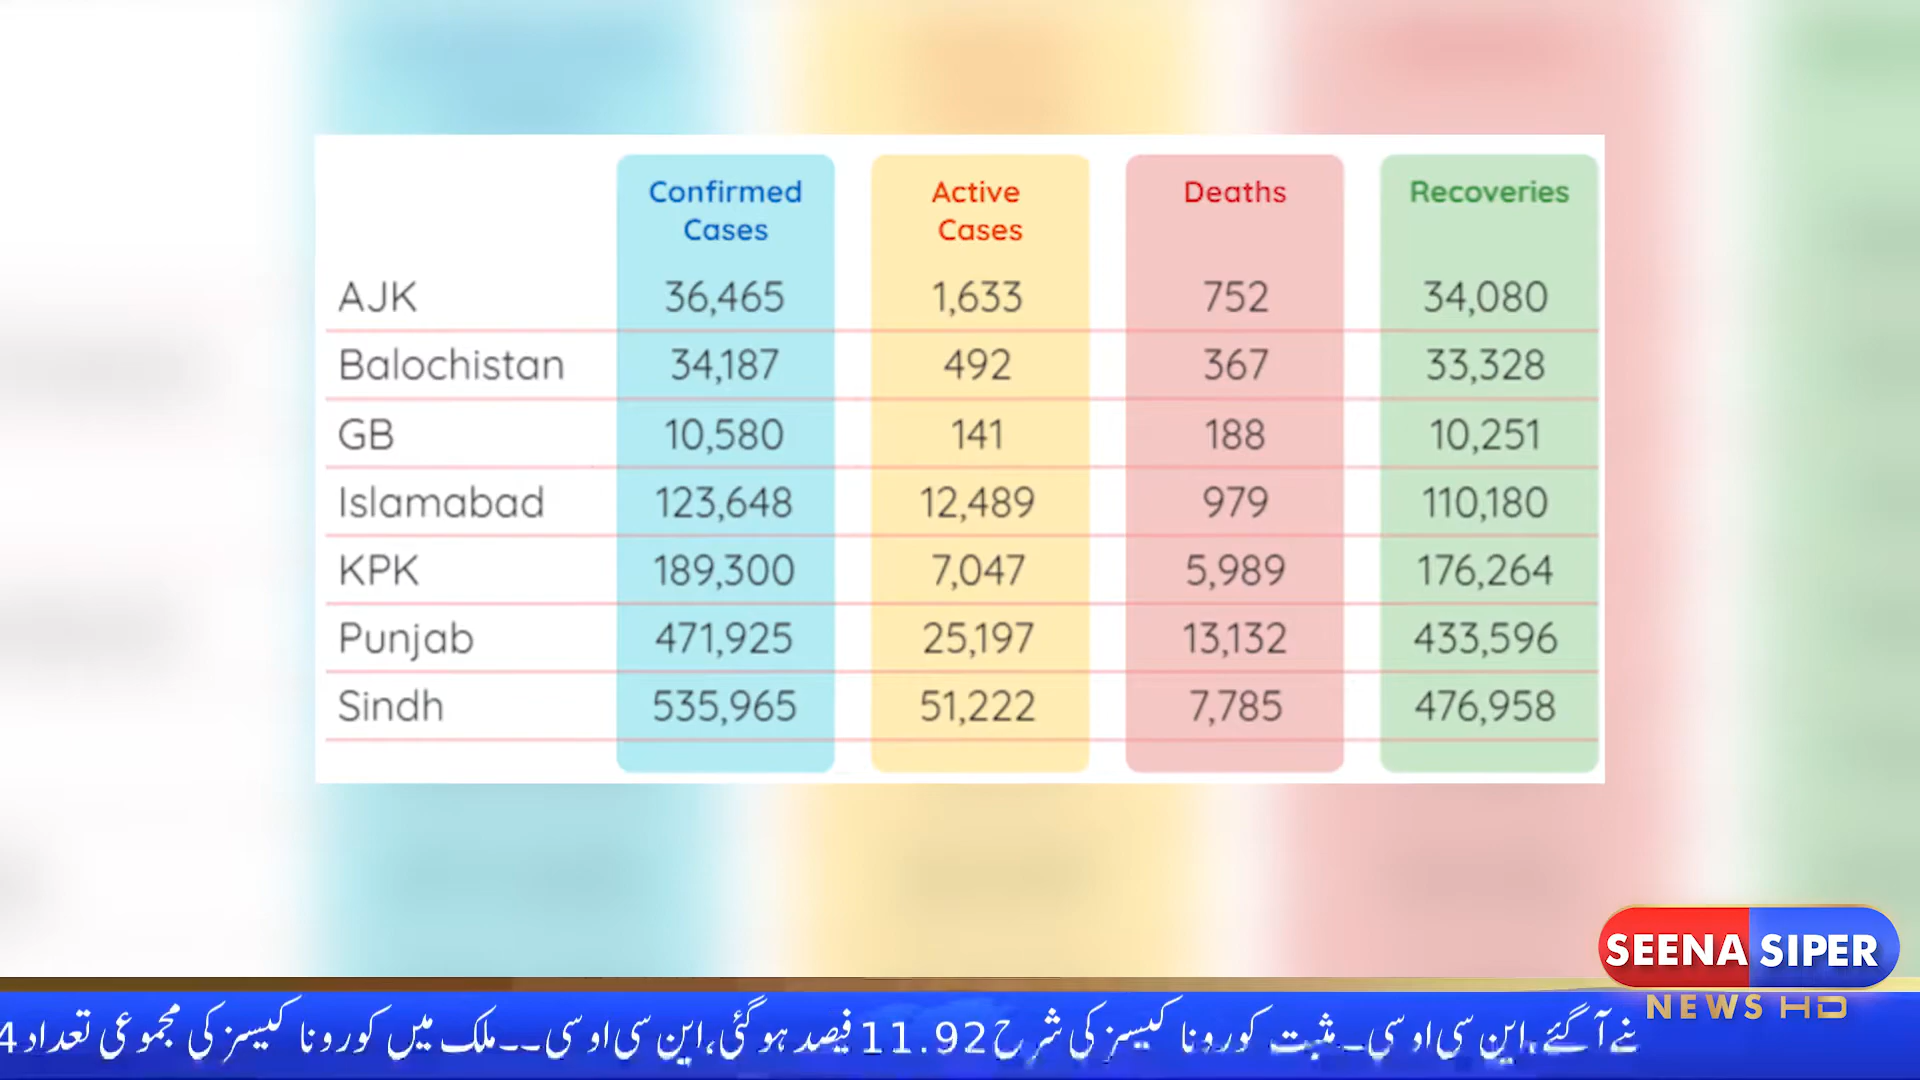 Confirmed Cases Active Cases Deaths Recoveries
AJK 36,465 1,633 752 34,080
Balochistan 34,187 492 367 33,328
GB 10,580 141 188 10,251
Islamabad 123,648 12,489 979 110,180
KPK 189,300 7,047 5,989 176,264
Punjab 471,925 25,197 13,132 433,596
Sindh 535,965 51,222 7,785 476,958
SEENA SIPER
NEWS HD
نے آگئے،این سی او سی۔۔مثبت کورونا کیسز کی شرح 11.92 فیصد ہوگئی،این سی او سی۔۔ملک میں کورونا کیسز کی مجموعی تعداد 4